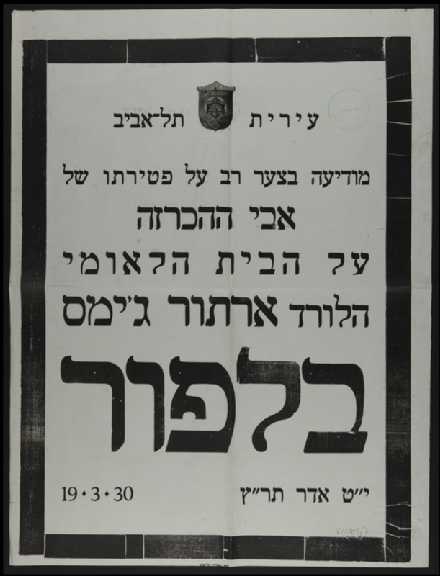 עירית תל־אביב
מודיעה בצער רב על פטירתו של
אבי ההכרזה
על הבית הלאומי
הלורד ארתור ג׳ימס
בלפור
י״ט אדר תר״ץ 19·3·30